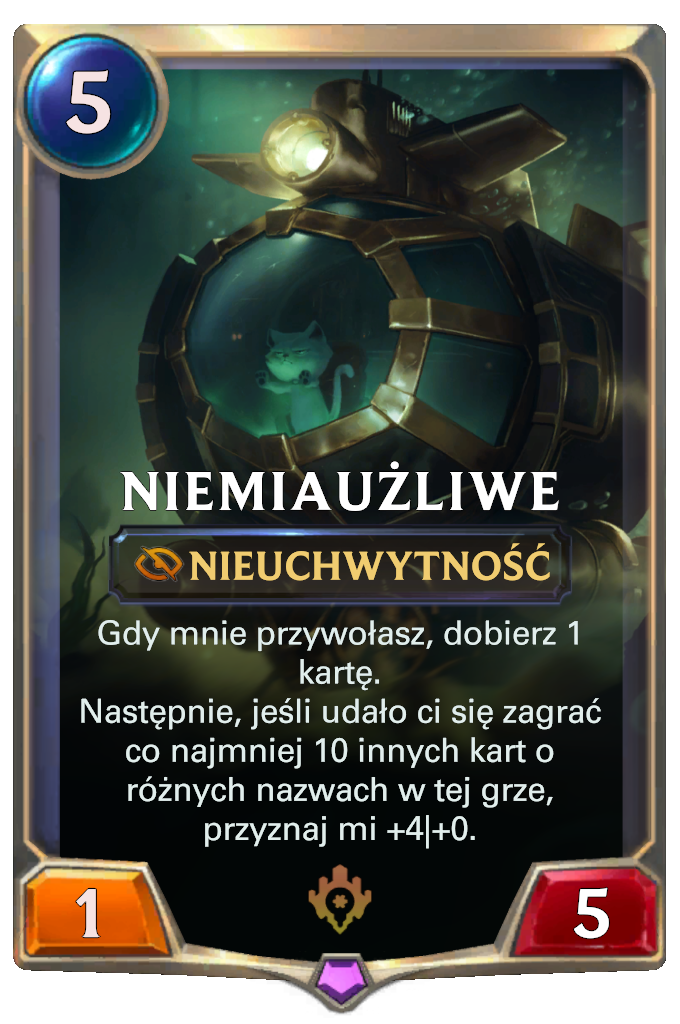 5
NIEMIAUŻLIWE
NIEUCHWYTNOŚĆ
Gdy mnie przywołasz, dobierz 1
kartę.
Następnie, jeśli udało ci się zagrać
co najmniej 10 innych kart o
różnych nazwach w tej grze,
przyznaj mi +4|+0.
1
5